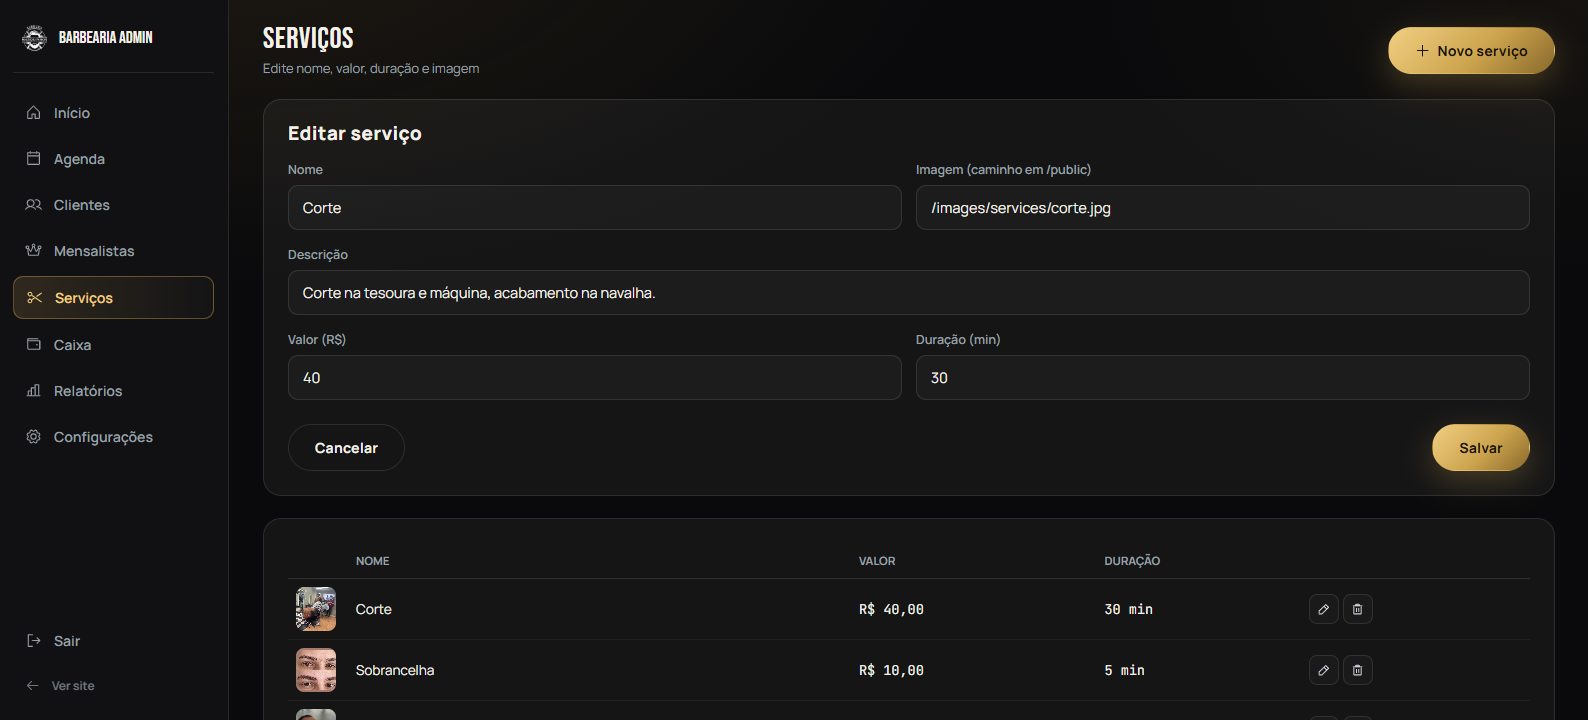 BARBEARIA ADMIN
Início
Agenda
Clientes
Mensalistas
Serviços
Caixa
Relatórios
Configurações
Sair
Ver site
SERVIÇOS
Edite nome, valor, duração e imagem
Novo serviço
Editar serviço
Nome
Imagem (caminho em /public)
Corte
/images/services/corte.jpg
Descrição
Corte na tesoura e máquina, acabamento na navalha.
Valor (R$)
Duração (min)
40
30
Cancelar
Salvar
NOME VALOR DURAÇÃO
Corte R$ 40,00 30 min
Sobrancelha R$ 10,00 5 min